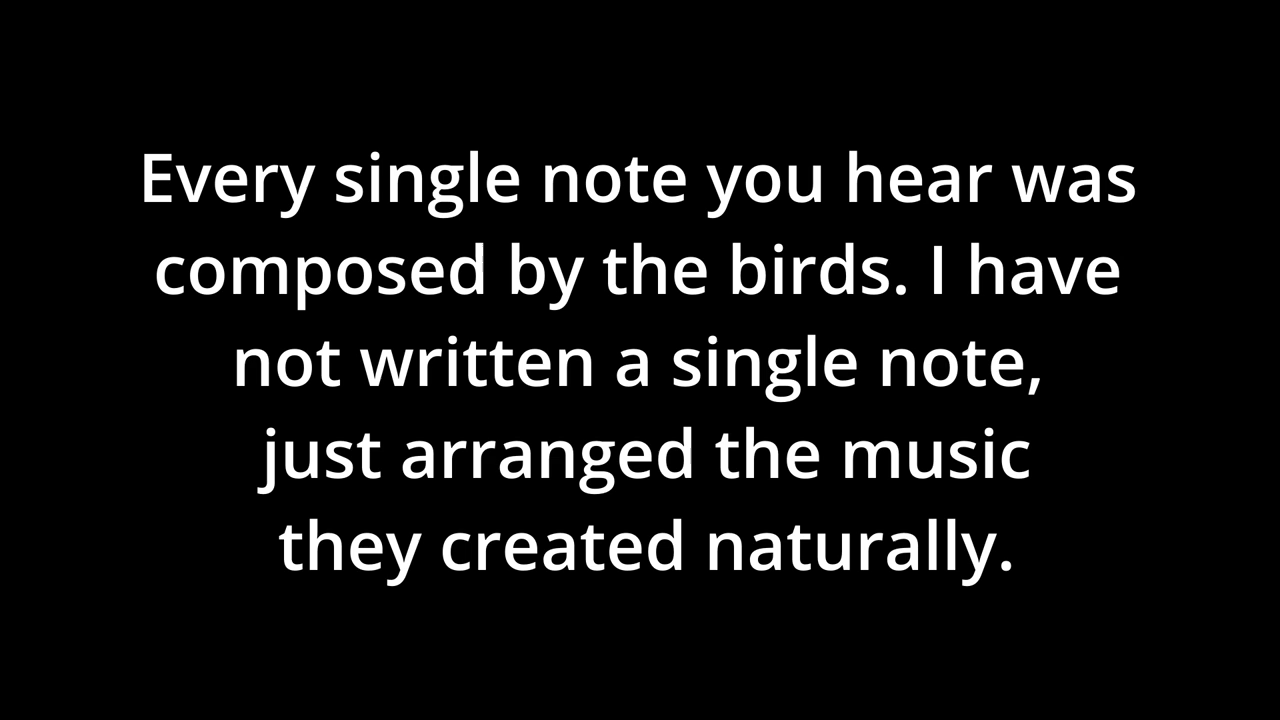 Every single note you hear was
composed by the birds. I have
not written a single note,
just arranged the music
they created naturally.